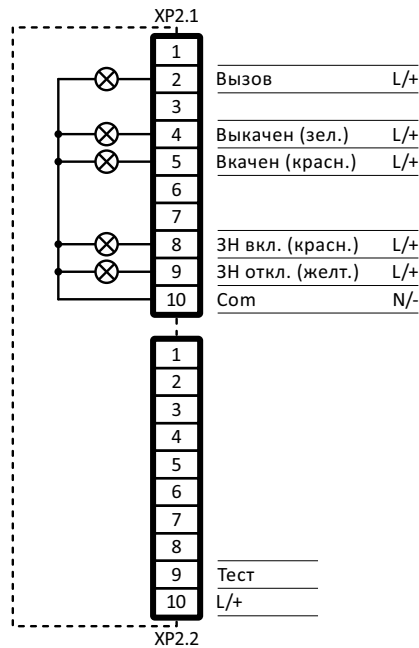 XP2.1
1
2 Вызов L/+
3
4 Выкачен (зел.) L/+
5 Вкачен (красн.) L/+
6
7
8 ЗН вкл. (красн.) L/+
9 ЗН откл. (желт.) L/+
10 Com N/-
1
2
3
4
5
6
7
8
9 Тест
10 L/+
XP2.2